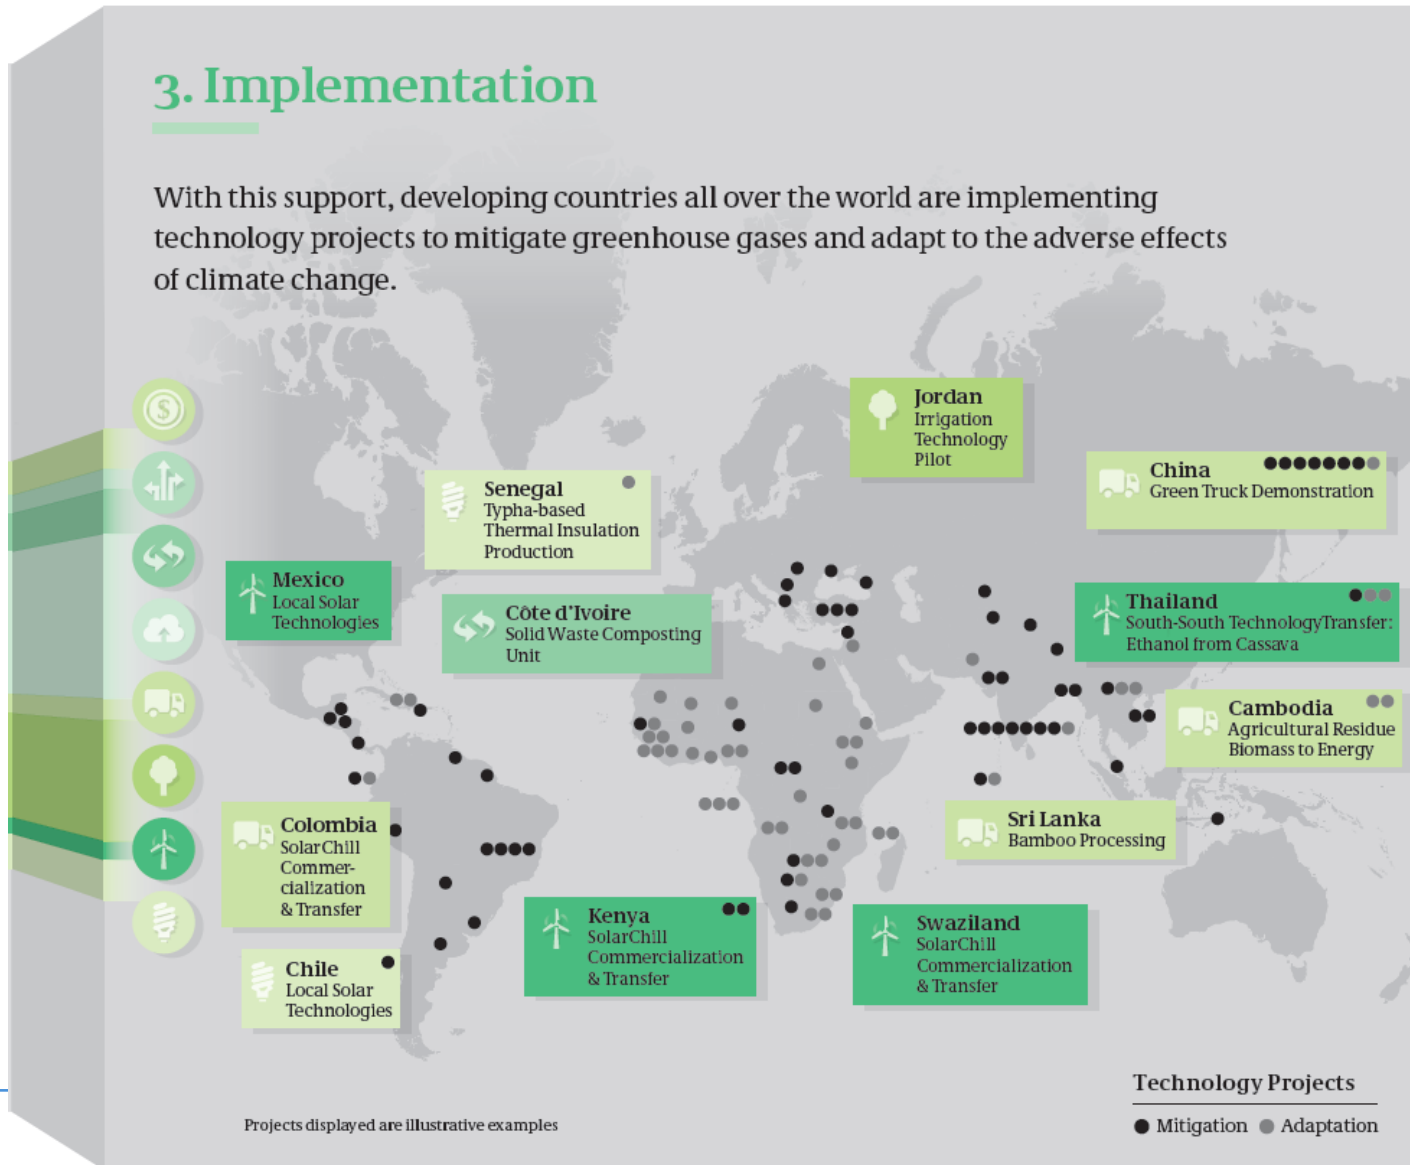 3. Implementation
With this support, developing countries all over the world are implementing
technology projects to mitigate greenhouse gases and adapt to the adverse effects
of climate change.
$
Jordan
Irrigation
Technology
Pilot
China
Green Truck Demonstration
Senegal
Typha-based
Thermal Insulation
Production
Mexico
Local Solar
Technologies
Côte d'Ivoire
Solid Waste Composting
Unit
Thailand
South-South TechnologyTransfer:
Ethanol from Cassava
Cambodia
Agricultural Residue
Biomass to Energy
Colombia
SolarChill
Commer-
cialization
& Transfer
Sri Lanka
Bamboo Processing
Kenya
SolarChill
Commercialization
& Transfer
Swaziland
SolarChill
Commercialization
& Transfer
Chile
Local Solar
Technologies
Technology Projects
Mitigation Adaptation
Projects displayed are illustrative examples